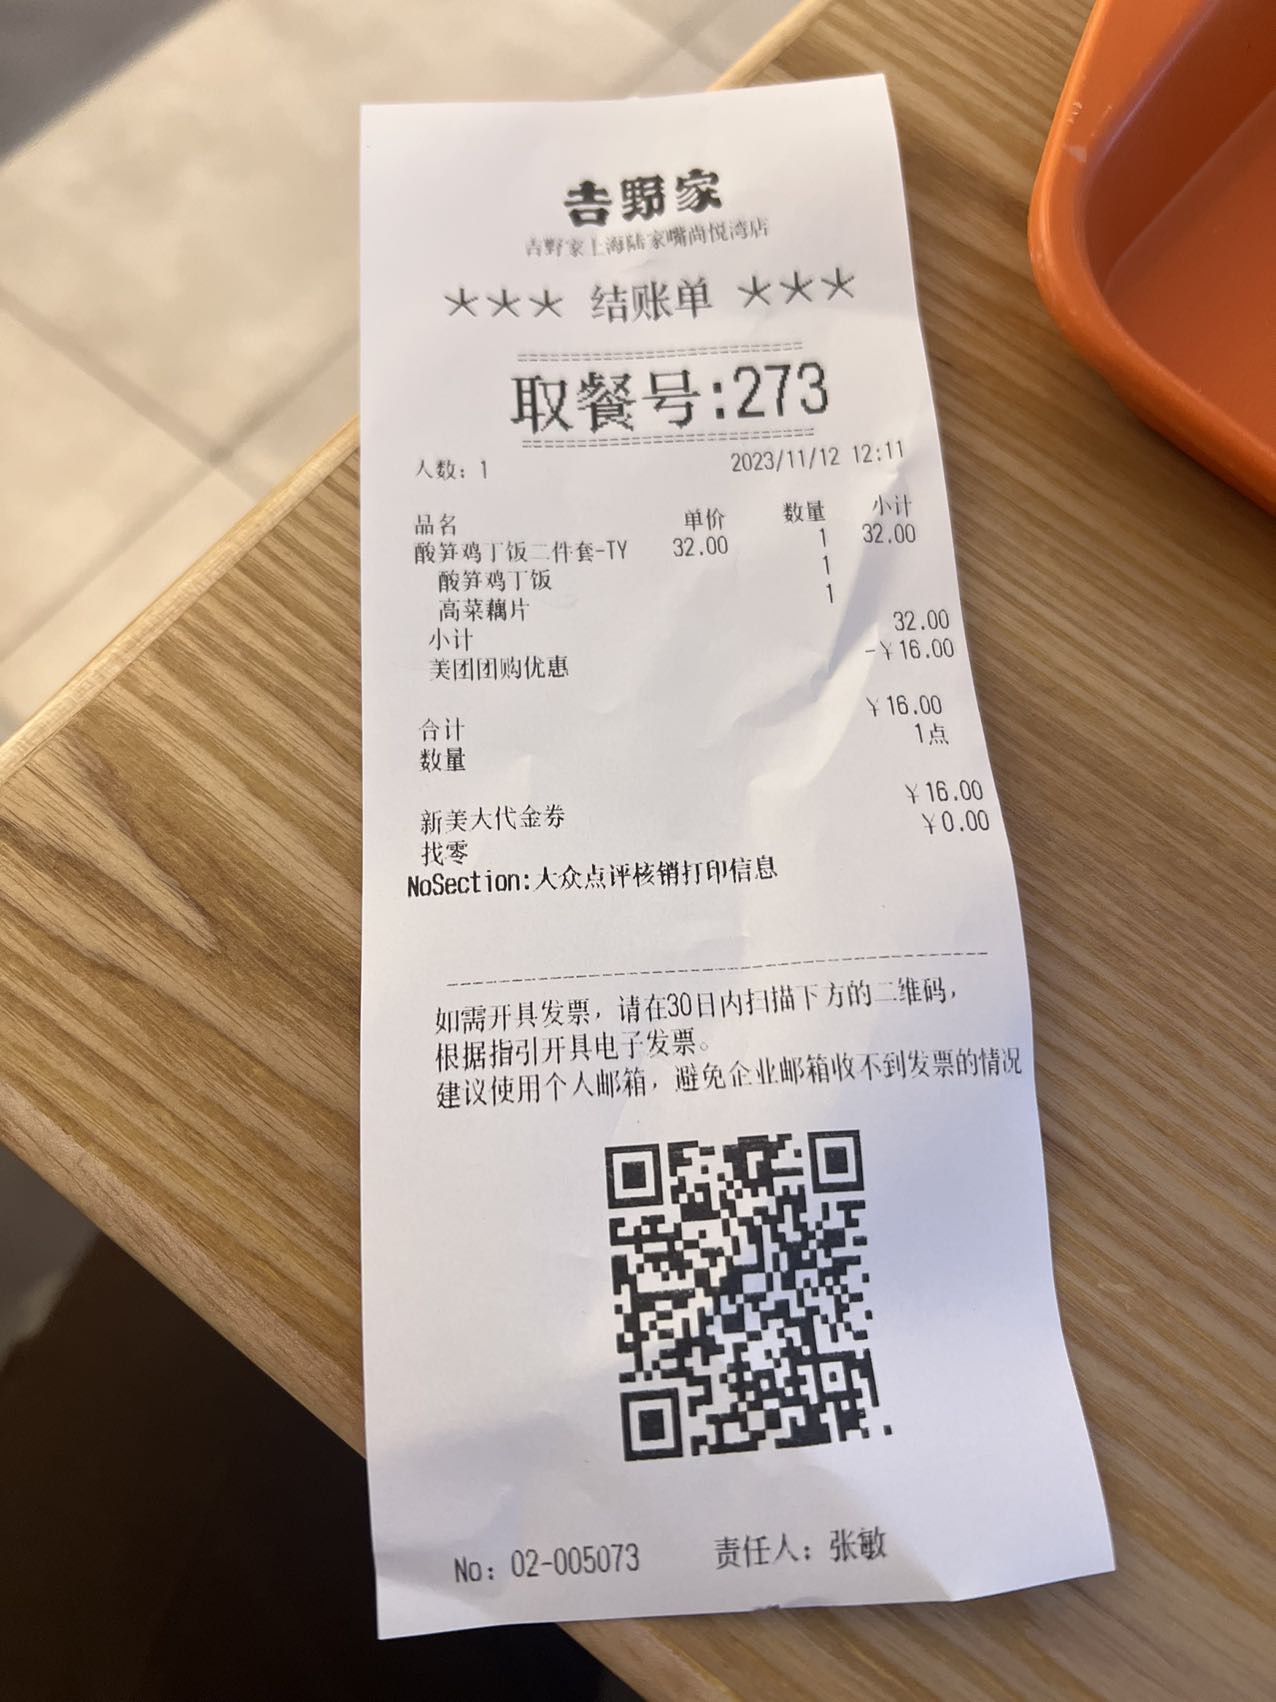 吉野家
吉野家上海陆家嘴尚悦湾店
*** 结账单 ***
==========================
取餐号:273
==========================
人数: 1 2023/11/12 12:11
品名 单价 数量 小计
酸笋鸡丁饭二件套-TY 32.00 1 32.00
酸笋鸡丁饭 1
高菜藕片 1
小计 32.00
美团团购优惠 -¥16.00
合计 ¥16.00
数量 1点
新美大代金券 ¥16.00
找零 ¥0.00
NoSection:大众点评核销打印信息
如需开具发票，请在30日内扫描下方的二维码，
根据指引开具电子发票。
建议使用个人邮箱，避免企业邮箱收不到发票的情况
No: 02-005073 责任人: 张敏